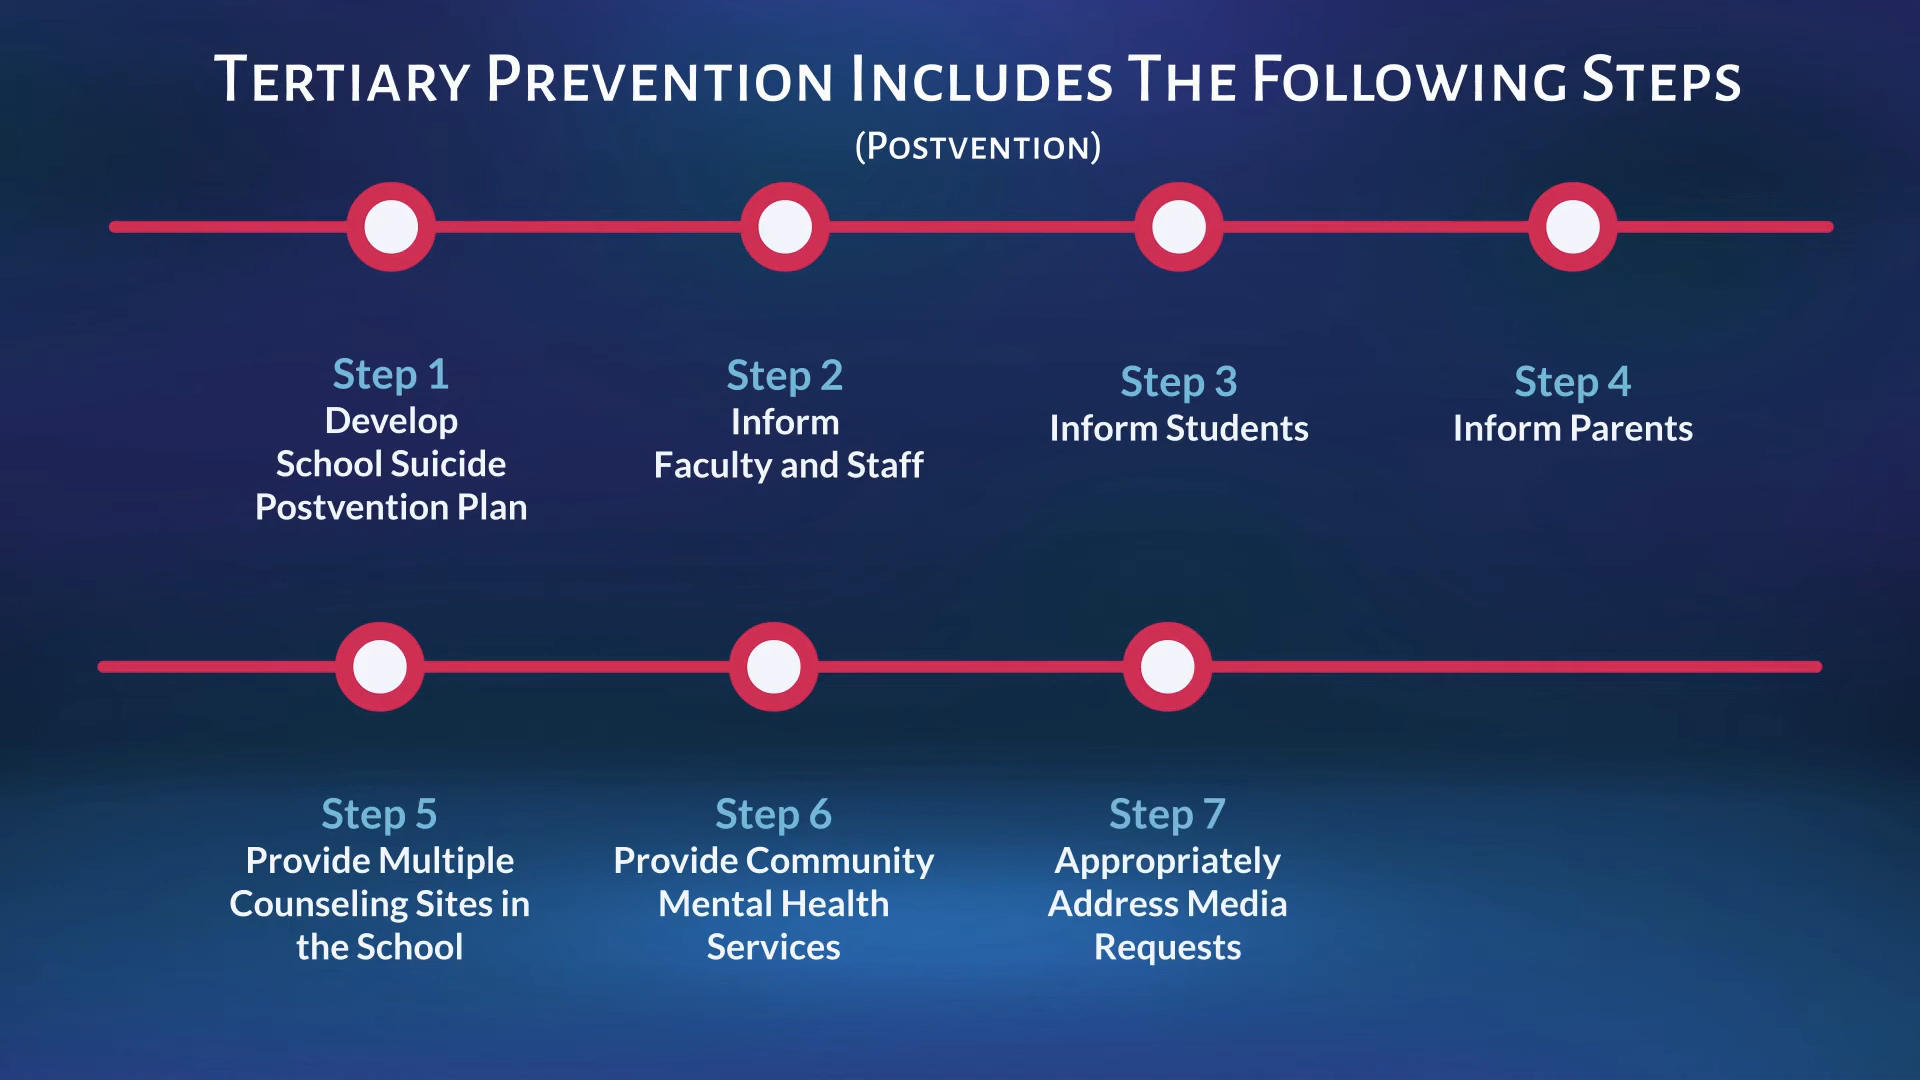 Tertiary Prevention Includes The Following Steps
(Postvention)
Step 1
Develop
School Suicide
Postvention Plan
Step 2
Inform
Faculty and Staff
Step 3
Inform Students
Step 4
Inform Parents
Step 5
Provide Multiple
Counseling Sites in
the School
Step 6
Provide Community
Mental Health
Services
Step 7
Appropriately
Address Media
Requests